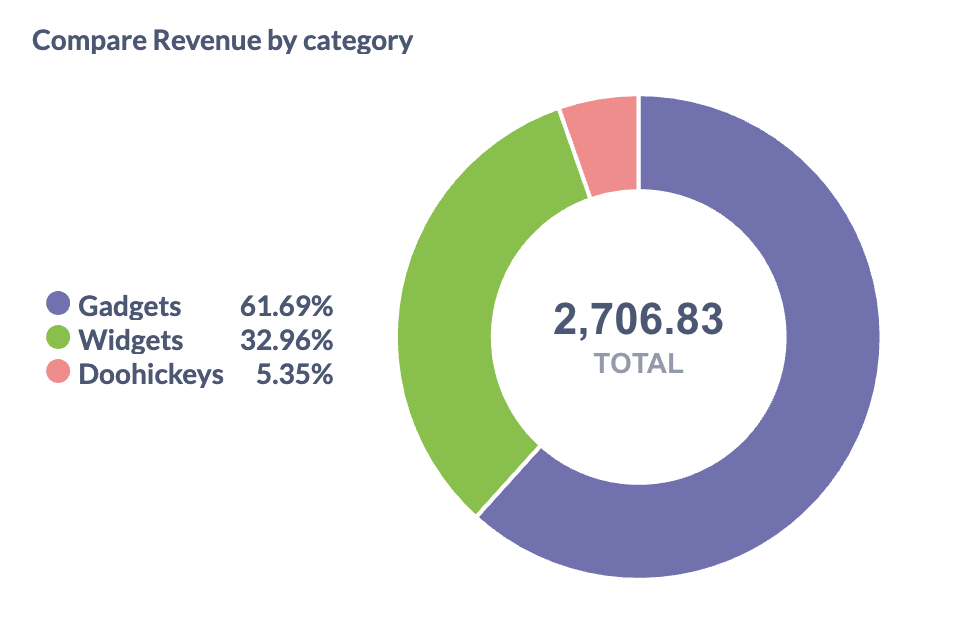 Compare Revenue by category
Gadgets 61.69%
Widgets 32.96%
Doohickeys 5.35%
2,706.83
TOTAL